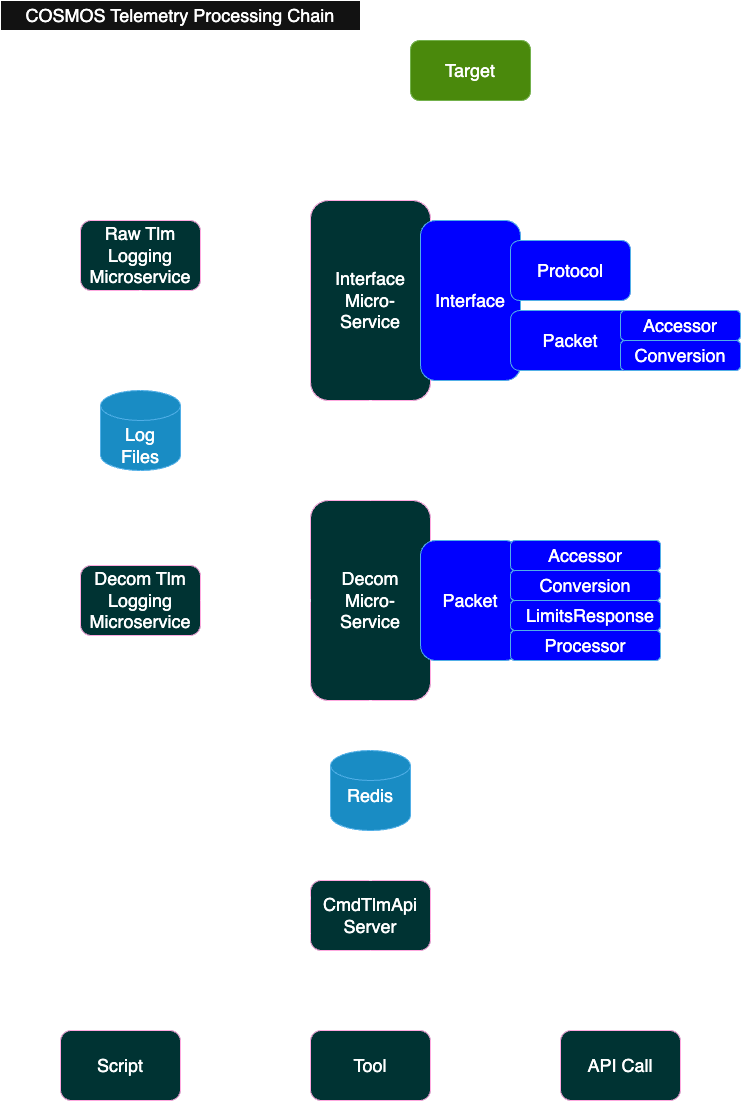 COSMOS Telemetry Processing Chain
Target
Raw Tlm
Logging
Microservice
Interface
Micro-
Service
Interface
Protocol
Packet
Accessor
Conversion
Log
Files
Decom Tlm
Logging
Microservice
Decom
Micro-
Service
Packet
Accessor
Conversion
LimitsResponse
Processor
Redis
CmdTlmApi
Server
Script
Tool
API Call